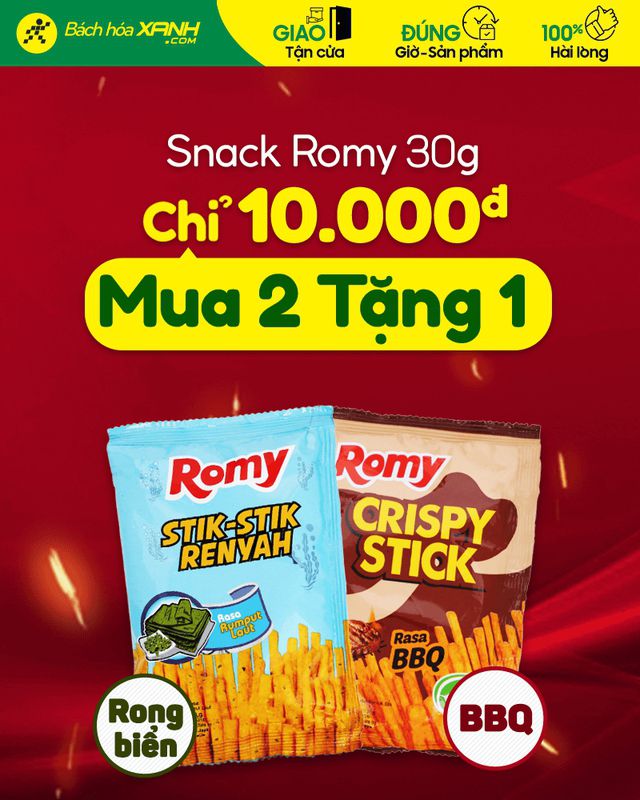 Bách hóa XANH
.COM
GIAO
Tận cửa
ĐÚNG
Giờ-Sản phẩm
100%
Hài lòng
Snack Romy 30g
Chỉ 10.000đ
Mua 2 Tặng 1
Romy
STIK-STIK
RENYAH
Rasa
Rumput
Laut
Romy
CRISPY
STICK
Rasa
BBQ
Rong
biển
BBQ